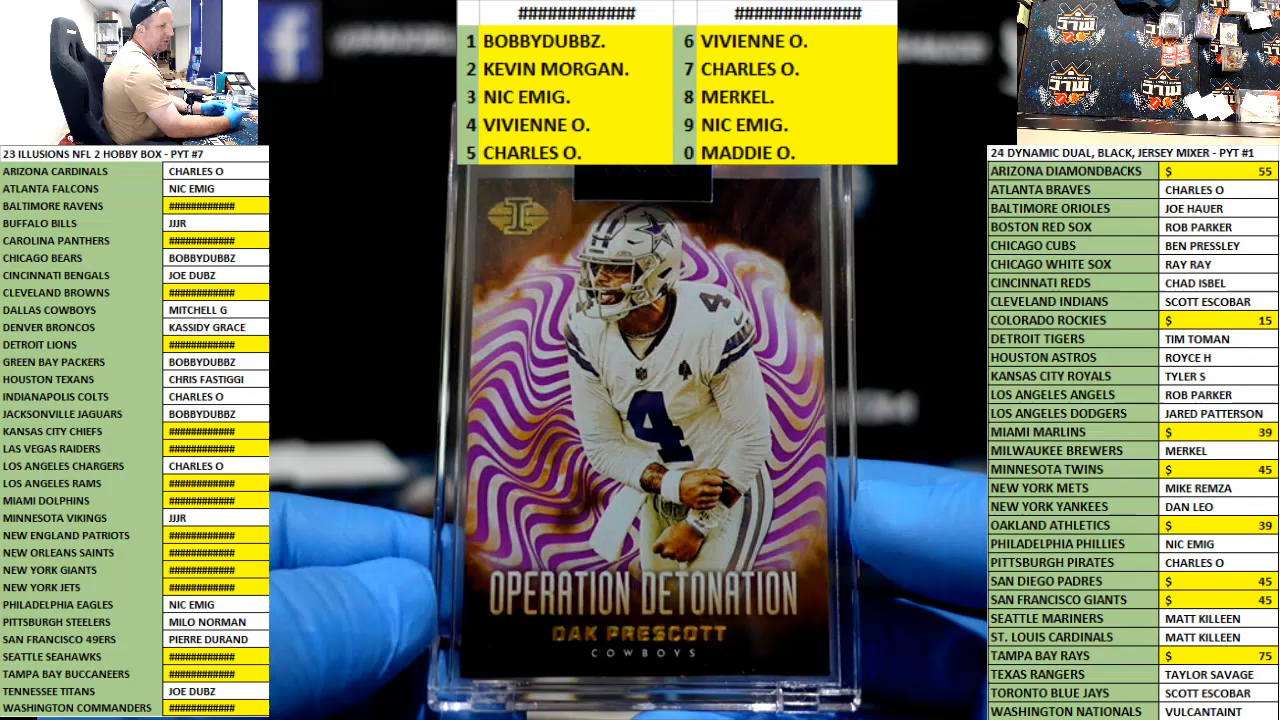 ############ ############
1 BOBBYDUBBZ. 6 VIVIENNE O.
2 KEVIN MORGAN. 7 CHARLES O.
3 NIC EMIG. 8 MERKEL.
4 VIVIENNE O. 9 NIC EMIG.
5 CHARLES O. 0 MADDIE O.
23 ILLUSIONS NFL 2 HOBBY BOX - PYT #7
ARIZONA CARDINALS CHARLES O
ATLANTA FALCONS NIC EMIG
BALTIMORE RAVENS ############
BUFFALO BILLS JJJR
CAROLINA PANTHERS ############
CHICAGO BEARS BOBBYDUBBZ
CINCINNATI BENGALS JOE DUBZ
CLEVELAND BROWNS ############
DALLAS COWBOYS MITCHELL G
DENVER BRONCOS KASSIDY GRACE
DETROIT LIONS ############
GREEN BAY PACKERS BOBBYDUBBZ
HOUSTON TEXANS CHRIS FASTIGGI
INDIANAPOLIS COLTS CHARLES O
JACKSONVILLE JAGUARS BOBBYDUBBZ
KANSAS CITY CHIEFS ############
LAS VEGAS RAIDERS ############
LOS ANGELES CHARGERS CHARLES O
LOS ANGELES RAMS ############
MIAMI DOLPHINS ############
MINNESOTA VIKINGS JJJR
NEW ENGLAND PATRIOTS ############
NEW ORLEANS SAINTS ############
NEW YORK GIANTS ############
NEW YORK JETS ############
PHILADELPHIA EAGLES NIC EMIG
PITTSBURGH STEELERS MILO NORMAN
SAN FRANCISCO 49ERS PIERRE DURAND
SEATTLE SEAHAWKS ############
TAMPA BAY BUCCANEERS ############
TENNESSEE TITANS JOE DUBZ
WASHINGTON COMMANDERS ############
I
4
4
OPERATION DETONATION
DAK PRESCOTT
COWBOYS
24 DYNAMIC DUAL, BLACK, JERSEY MIXER - PYT #1
ARIZONA DIAMONDBACKS $ 55
ATLANTA BRAVES CHARLES O
BALTIMORE ORIOLES JOE HAUER
BOSTON RED SOX ROB PARKER
CHICAGO CUBS BEN PRESSLEY
CHICAGO WHITE SOX RAY RAY
CINCINNATI REDS CHAD ISBEL
CLEVELAND INDIANS SCOTT ESCOBAR
COLORADO ROCKIES $ 15
DETROIT TIGERS TIM TOMAN
HOUSTON ASTROS ROYCE H
KANSAS CITY ROYALS TYLER S
LOS ANGELES ANGELS ROB PARKER
LOS ANGELES DODGERS JARED PATTERSON
MIAMI MARLINS $ 39
MILWAUKEE BREWERS MERKEL
MINNESOTA TWINS $ 45
NEW YORK METS MIKE REMZA
NEW YORK YANKEES DAN LEO
OAKLAND ATHLETICS $ 39
PHILADELPHIA PHILLIES NIC EMIG
PITTSBURGH PIRATES CHARLES O
SAN DIEGO PADRES $ 45
SAN FRANCISCO GIANTS $ 45
SEATTLE MARINERS MATT KILLEEN
ST. LOUIS CARDINALS MATT KILLEEN
TAMPA BAY RAYS $ 75
TEXAS RANGERS TAYLOR SAVAGE
TORONTO BLUE JAYS SCOTT ESCOBAR
WASHINGTON NATIONALS VULCANTAINT